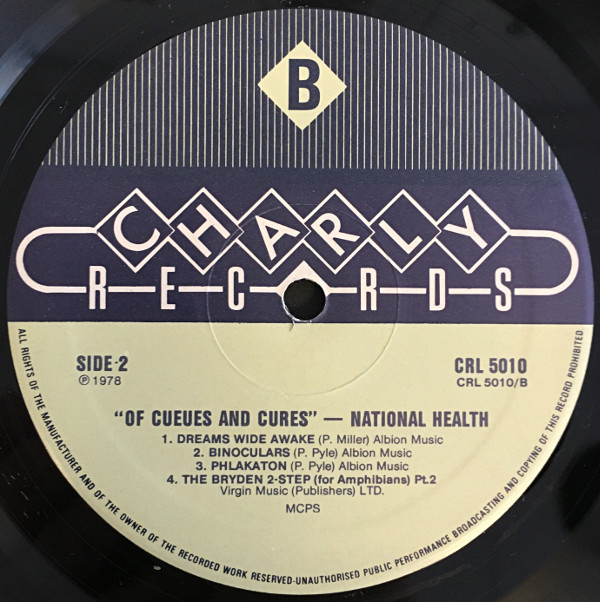 B
CHARLY
RECORDS
SIDE 2
℗ 1978
CRL 5010
CRL 5010/B
"OF CUEUES AND CURES" — NATIONAL HEALTH
1. DREAMS WIDE AWAKE (P. Miller) Albion Music
2. BINOCULARS (P. Pyle) Albion Music
3. PHLAKATON (P. Pyle) Albion Music
4. THE BRYDEN 2-STEP (for Amphibians) Pt.2
Virgin Music (Publishers) LTD.
MCPS
ALL RIGHTS OF THE MANUFACTURER AND OF THE OWNER OF THE RECORDED WORK RESERVED-UNAUTHORISED PUBLIC PERFORMANCE BROADCASTING AND COPYING OF THIS RECORD PROHIBITED